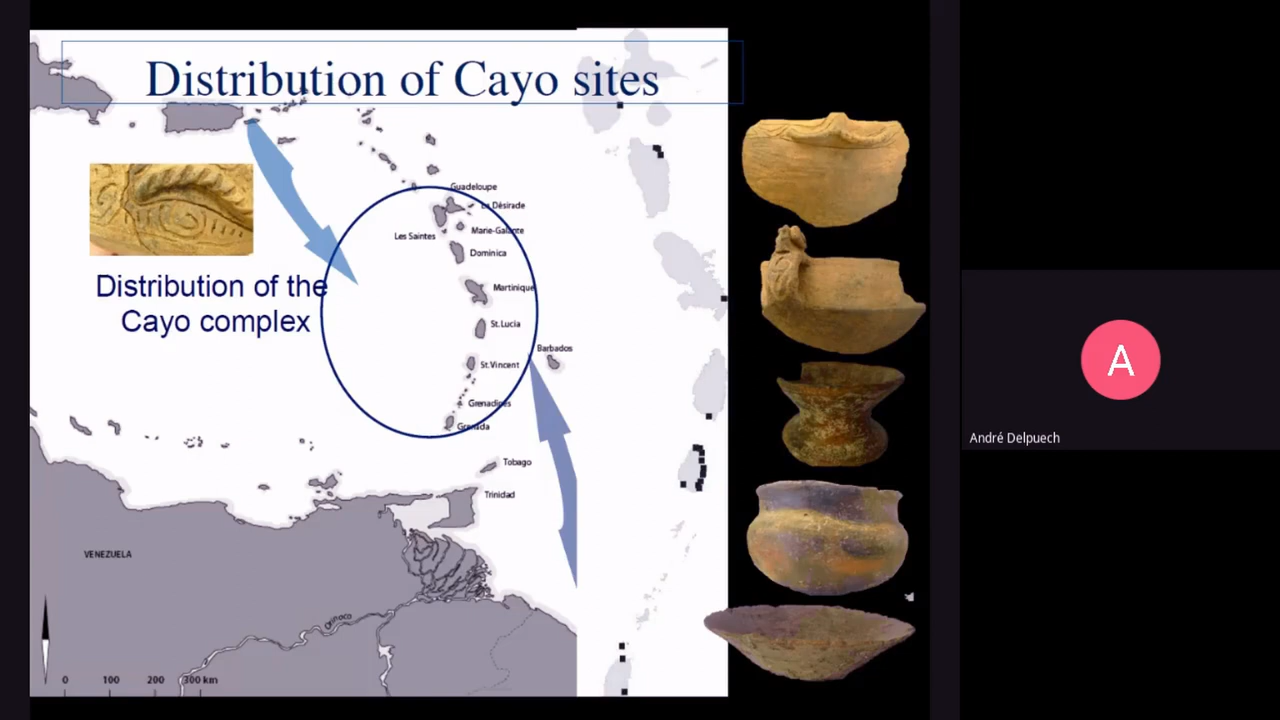 Distribution of Cayo sites
Guadeloupe
La Désirade
Les Saintes
Marie-Galante
Dominica
Distribution of the
Cayo complex
Martinique
St.Lucia
Barbados
St.Vincent
Grenadines
Grenada
Tobago
Trinidad
VENEZUELA
Orinoco
0 100 200 300 km
A
André Delpuech